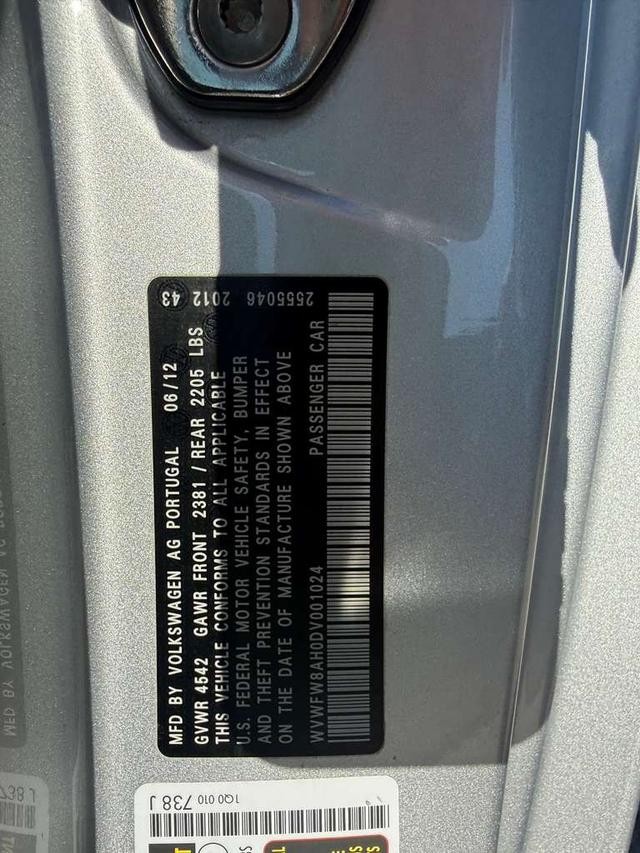 MFD BY VOLKSWAGEN AG PORTUGAL 06/12
GVWR 4542 GAWR FRONT 2381 / REAR 2205 LBS
THIS VEHICLE CONFORMS TO ALL APPLICABLE
U.S. FEDERAL MOTOR VEHICLE SAFETY, BUMPER
AND THEFT PREVENTION STANDARDS IN EFFECT
ON THE DATE OF MANUFACTURE SHOWN ABOVE
WVWFW8AH0DV001024 PASSENGER CAR
2555046 2012 43
1Q0 010 738 J